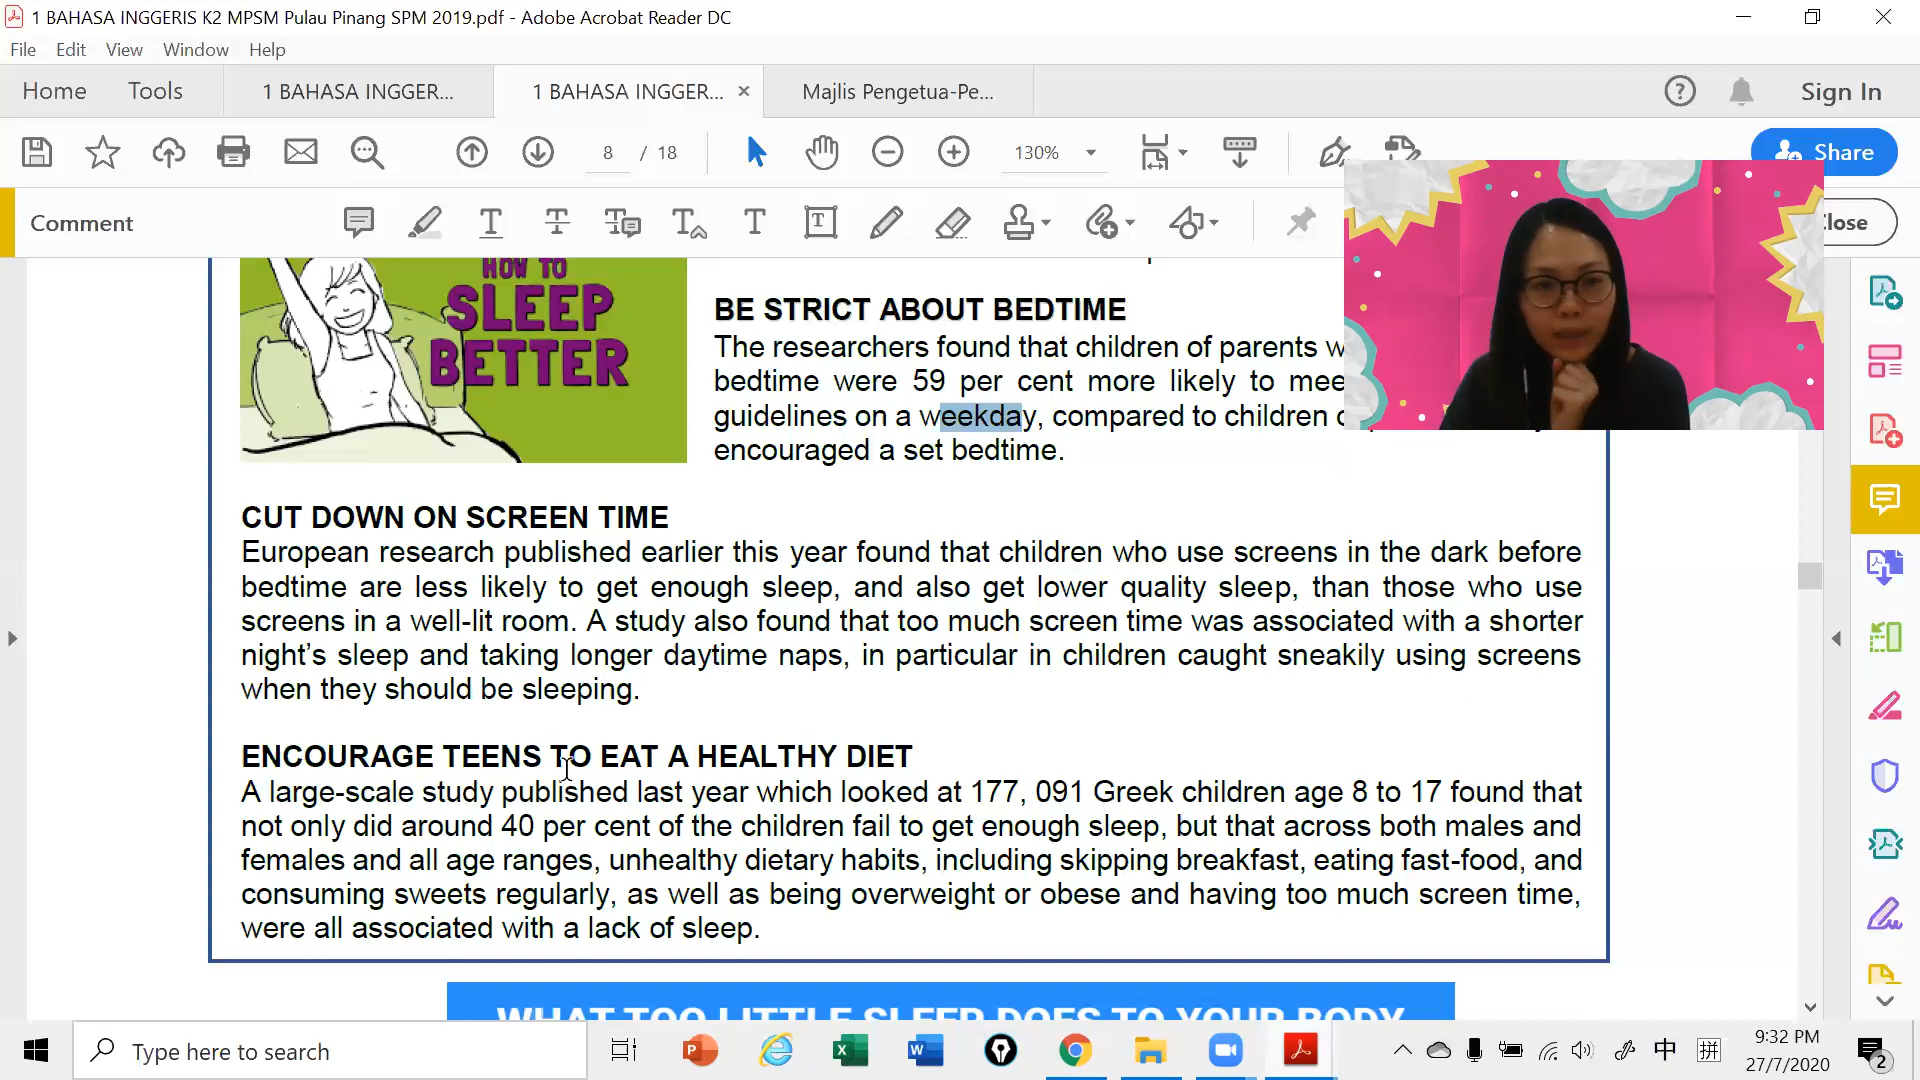 1 BAHASA INGGERIS K2 MPSM Pulau Pinang SPM 2019.pdf - Adobe Acrobat Reader DC
File Edit View Window Help
Home Tools 1 BAHASA INGGER... 1 BAHASA INGGER... Majlis Pengetua-Pe... Sign In
8 / 18 130% Share
Comment
HOW TO
SLEEP
BETTER
BE STRICT ABOUT BEDTIME
The researchers found that children of parents
bedtime were 59 per cent more likely to
guidelines on a weekday, compared to children
encouraged a set bedtime.
CUT DOWN ON SCREEN TIME
European research published earlier this year found that children who use screens in the dark before
bedtime are less likely to get enough sleep, and also get lower quality sleep, than those who use
screens in a well-lit room. A study also found that too much screen time was associated with a shorter
night’s sleep and taking longer daytime naps, in particular in children caught sneakily using screens
when they should be sleeping.
ENCOURAGE TEENS TO EAT A HEALTHY DIET
A large-scale study published last year which looked at 177, 091 Greek children age 8 to 17 found that
not only did around 40 per cent of the children fail to get enough sleep, but that across both males and
females and all age ranges, unhealthy dietary habits, including skipping breakfast, eating fast-food, and
consuming sweets regularly, as well as being overweight or obese and having too much screen time,
were all associated with a lack of sleep.
WHAT TOO LITTLE SLEEP DOES TO YOUR BODY
Type here to search
中 拼
9:32 PM
27/7/2020
2